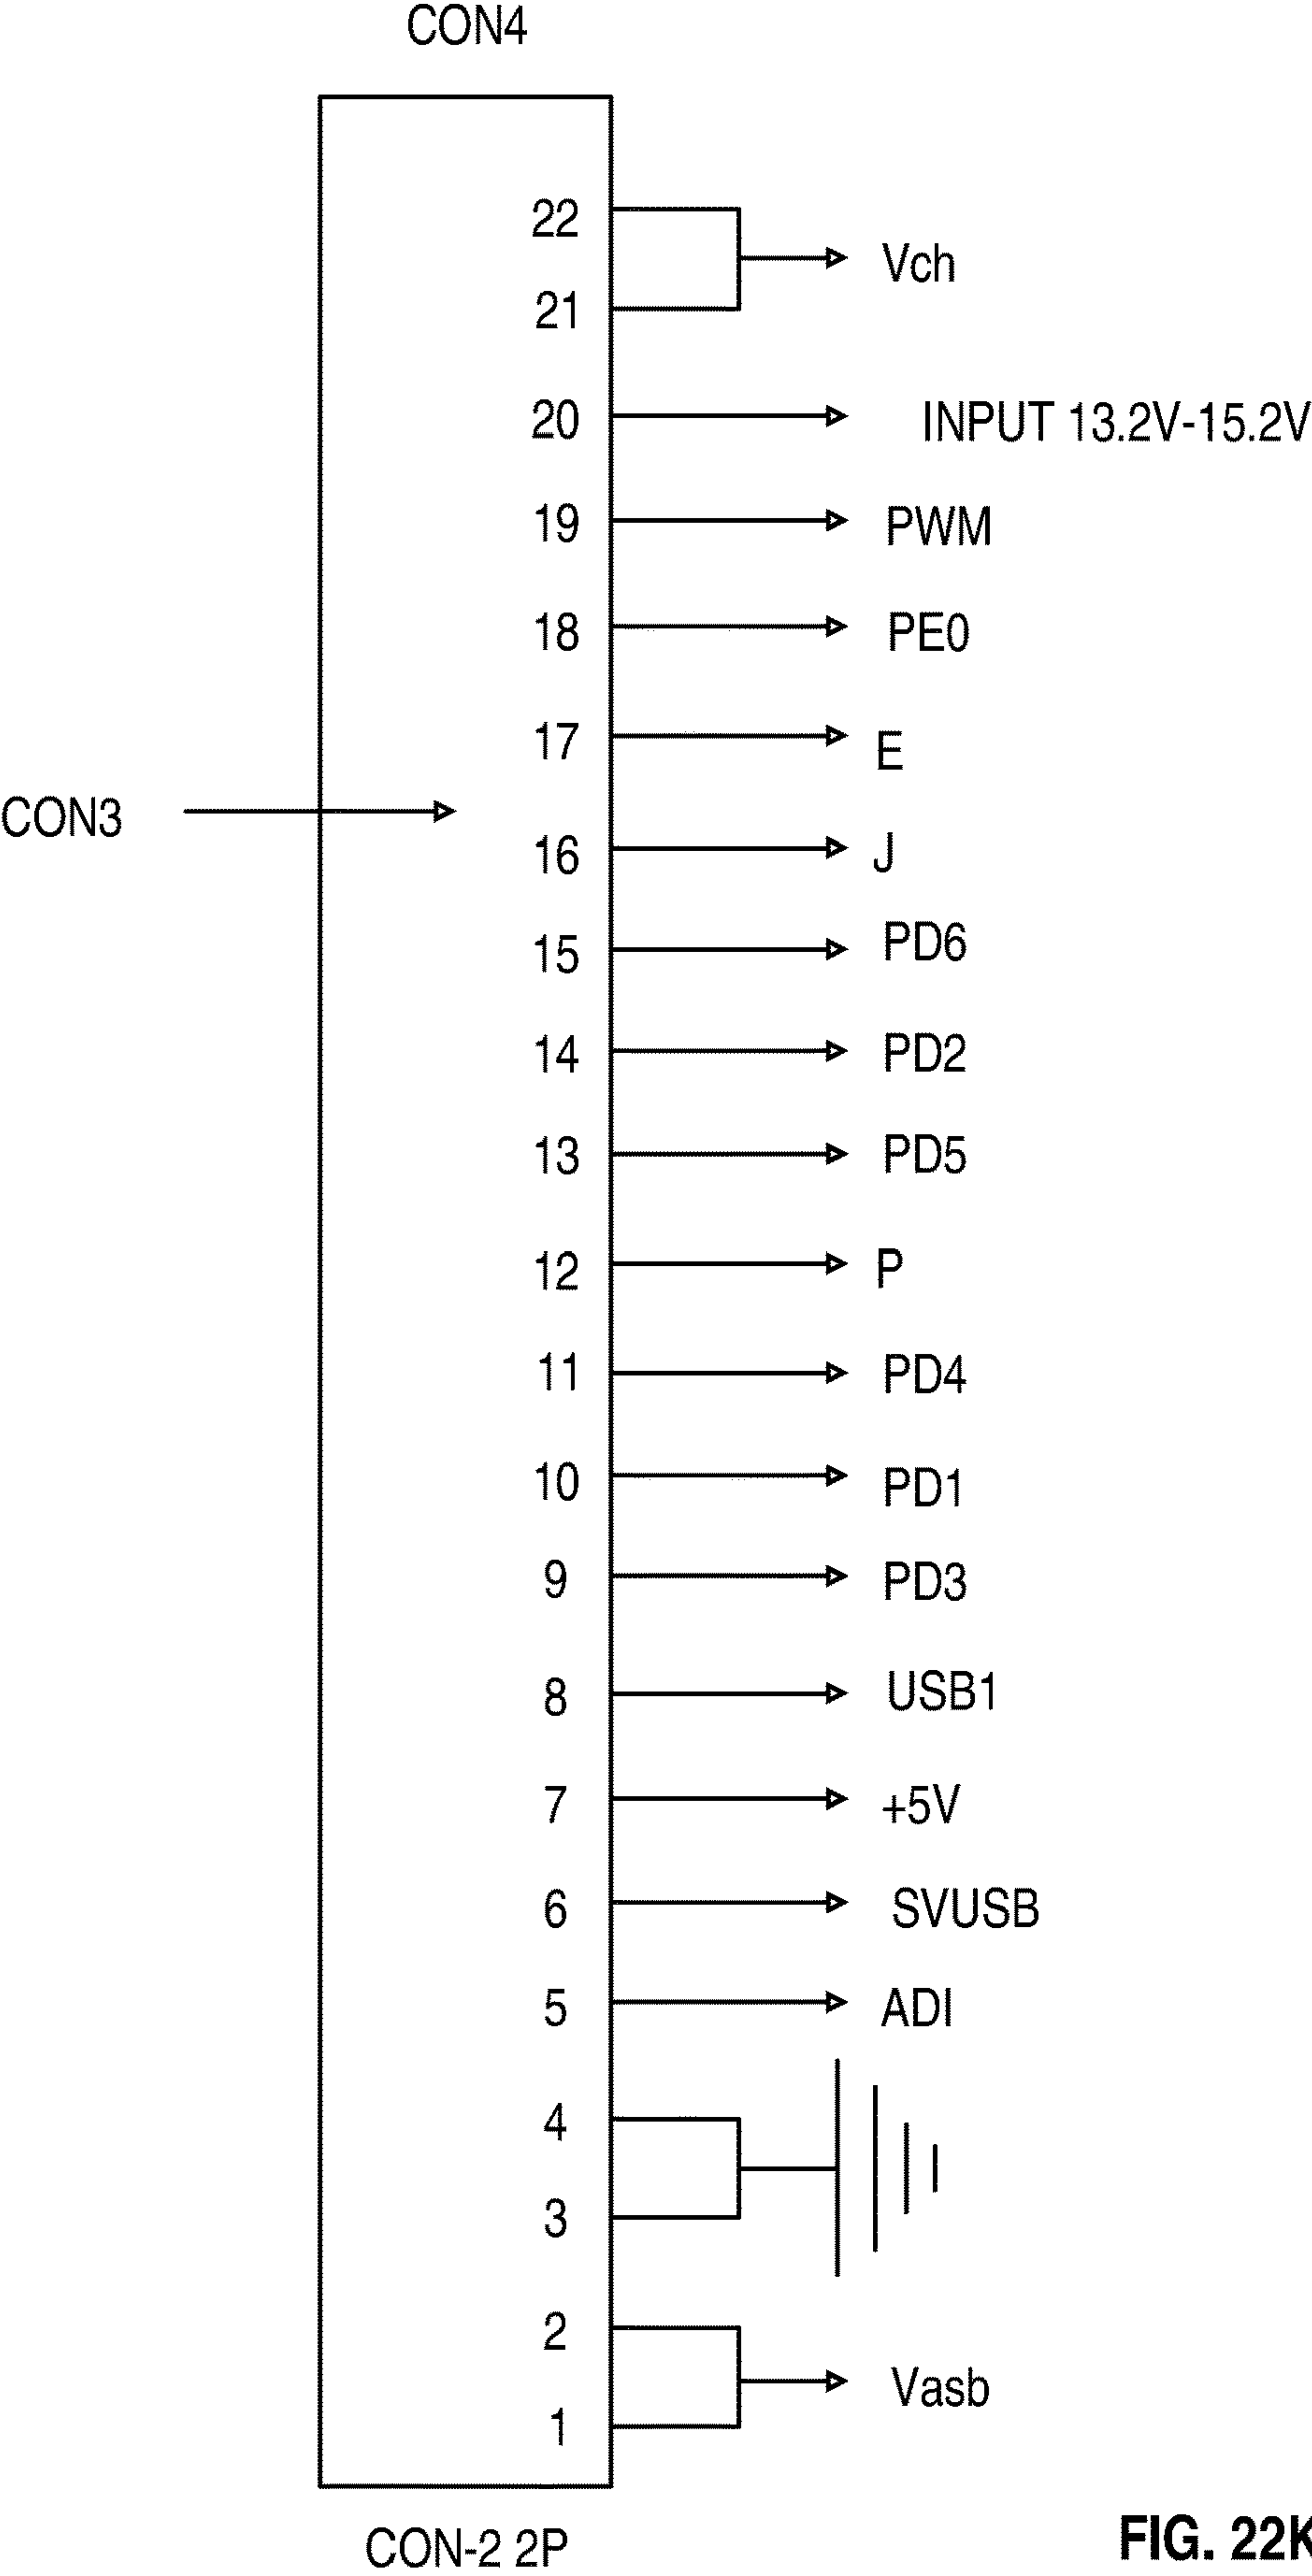 CON4
22
Vch
21
20 INPUT 13.2V-15.2V
19 PWM
18 PE0
17 E
CON3
16 J
15 PD6
14 PD2
13 PD5
12 P
11 PD4
10 PD1
9 PD3
8 USB1
7 +5V
6 SVUSB
5 ADI
4
3
2
Vasb
1
CON-2 2P
FIG. 22K